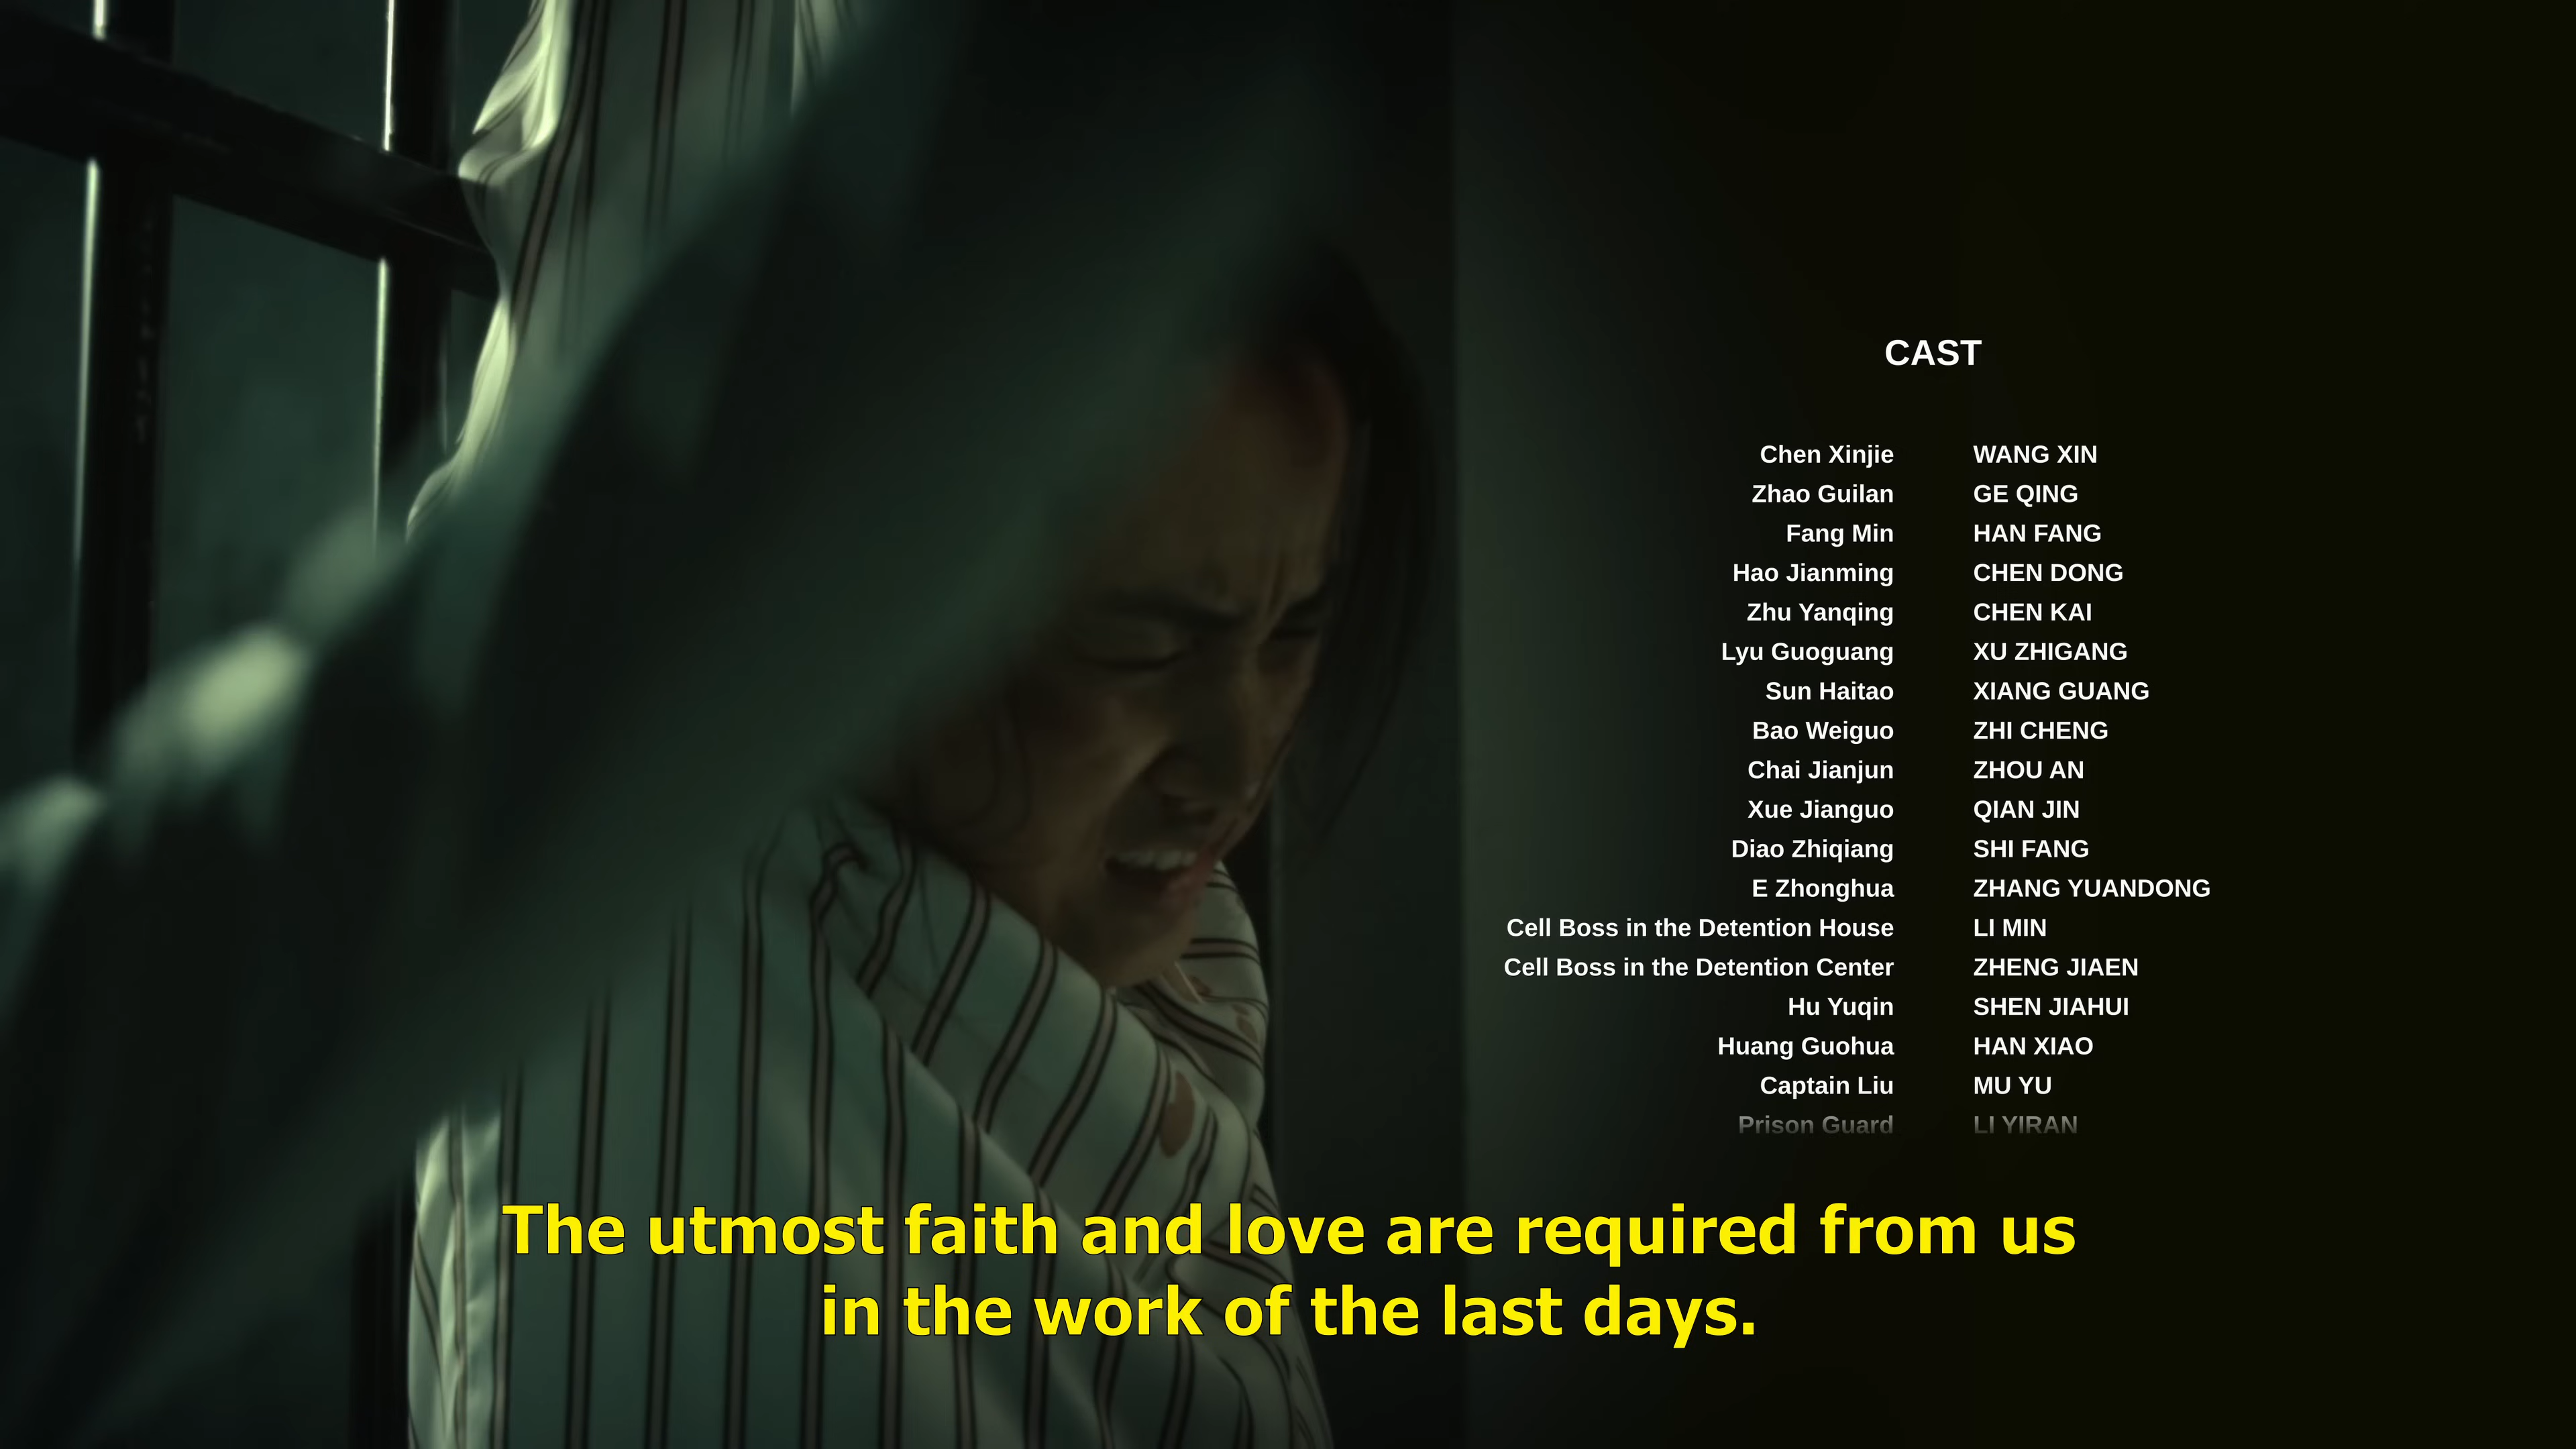 CAST
Chen Xinjie WANG XIN
Zhao Guilan GE QING
Fang Min HAN FANG
Hao Jianming CHEN DONG
Zhu Yanqing CHEN KAI
Lyu Guoguang XU ZHIGANG
Sun Haitao XIANG GUANG
Bao Weiguo ZHI CHENG
Chai Jianjun ZHOU AN
Xue Jianguo QIAN JIN
Diao Zhiqiang SHI FANG
E Zhonghua ZHANG YUANDONG
Cell Boss in the Detention House LI MIN
Cell Boss in the Detention Center ZHENG JIAEN
Hu Yuqin SHEN JIAHUI
Huang Guohua HAN XIAO
Captain Liu MU YU
Prison Guard LI YIRAN
The utmost faith and love are required from us
in the work of the last days.